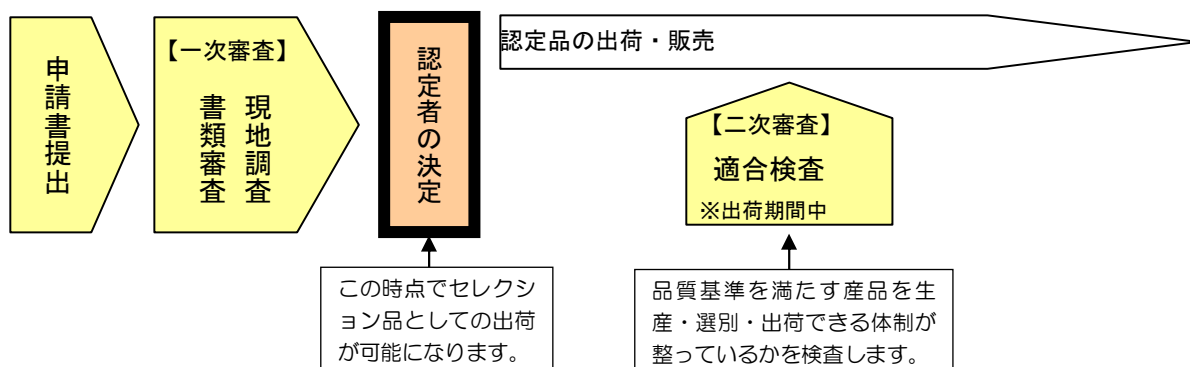 申請書提出
【一次審査】
現地調査
書類審査
認定者の決定
認定品の出荷・販売
【二次審査】
適合検査
※出荷期間中
この時点でセレクシ
ョン品としての出荷
が可能になります。
品質基準を満たす産品を生
産・選別・出荷できる体制が
整っているかを検査します。